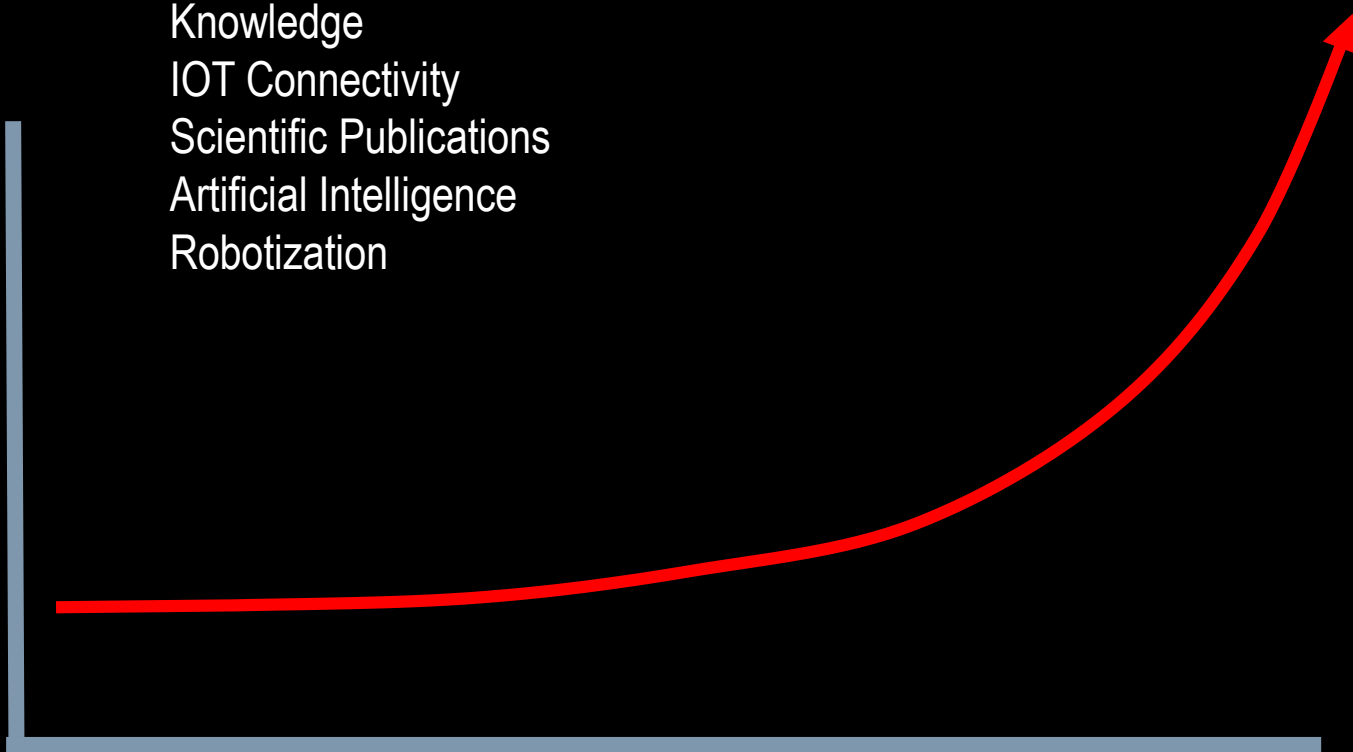 Knowledge
IOT Connectivity
Scientific Publications
Artificial Intelligence
Robotization